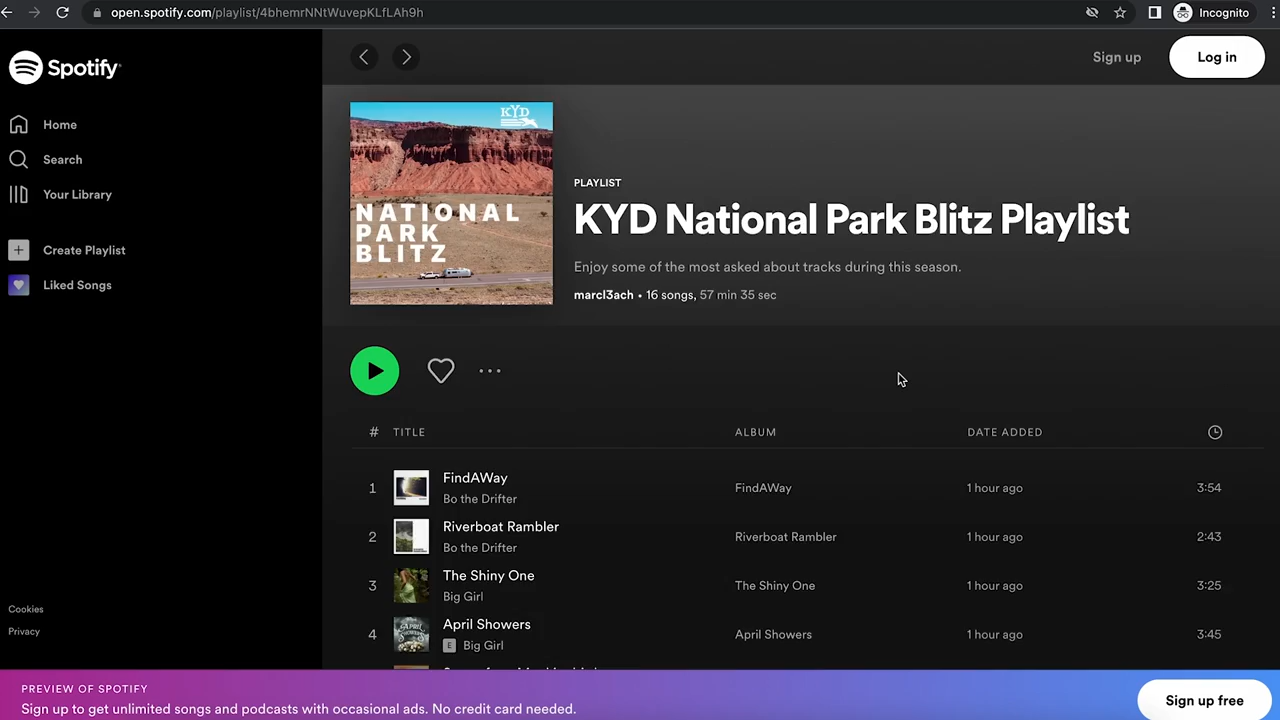 open.spotify.com/playlist/4bhemrNNtWuvepKLfLAh9h
Incognito
Spotify
Home
Search
Your Library
Create Playlist
Liked Songs
Cookies
Privacy
Sign up
Log in
KYD
NATIONAL
PARK
BLITZ
PLAYLIST
KYD National Park Blitz Playlist
Enjoy some of the most asked about tracks during this season.
marcl3ach • 16 songs, 57 min 35 sec
# TITLE ALBUM DATE ADDED
1 FindAWay FindAWay 1 hour ago 3:54
Bo the Drifter
2 Riverboat Rambler Riverboat Rambler 1 hour ago 2:43
Bo the Drifter
3 The Shiny One The Shiny One 1 hour ago 3:25
Big Girl
4 April Showers April Showers 1 hour ago 3:45
E Big Girl
PREVIEW OF SPOTIFY
Sign up to get unlimited songs and podcasts with occasional ads. No credit card needed.
Sign up free